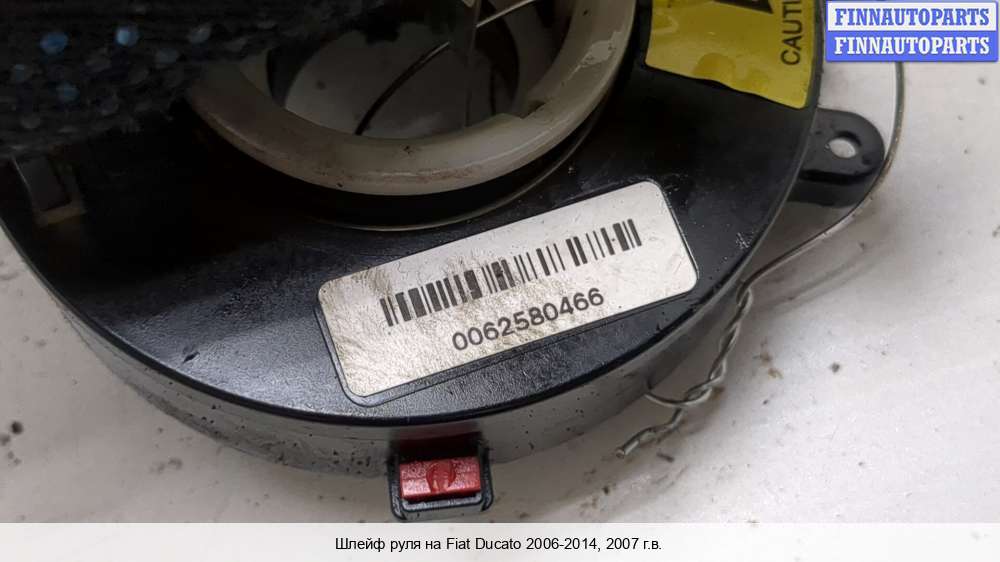 FINNAUTOPARTS
FINNAUTOPARTS
CAUTI
0062580466
Шлейф руля на Fiat Ducato 2006-2014, 2007 г.в.